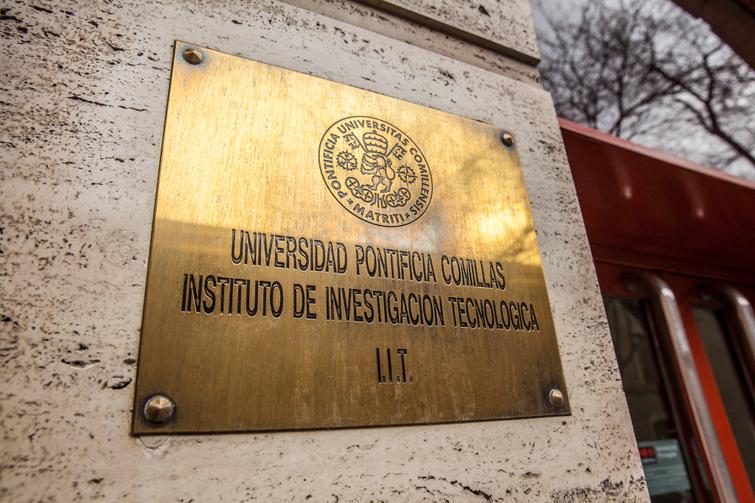 PONTIFICIA UNIVERSITAS COMILLENSIS
MATRITI
UNIVERSIDAD PONTIFICIA COMILLAS
INSTITUTO DE INVESTIGACION TECNOLOGICA
I.I.T.